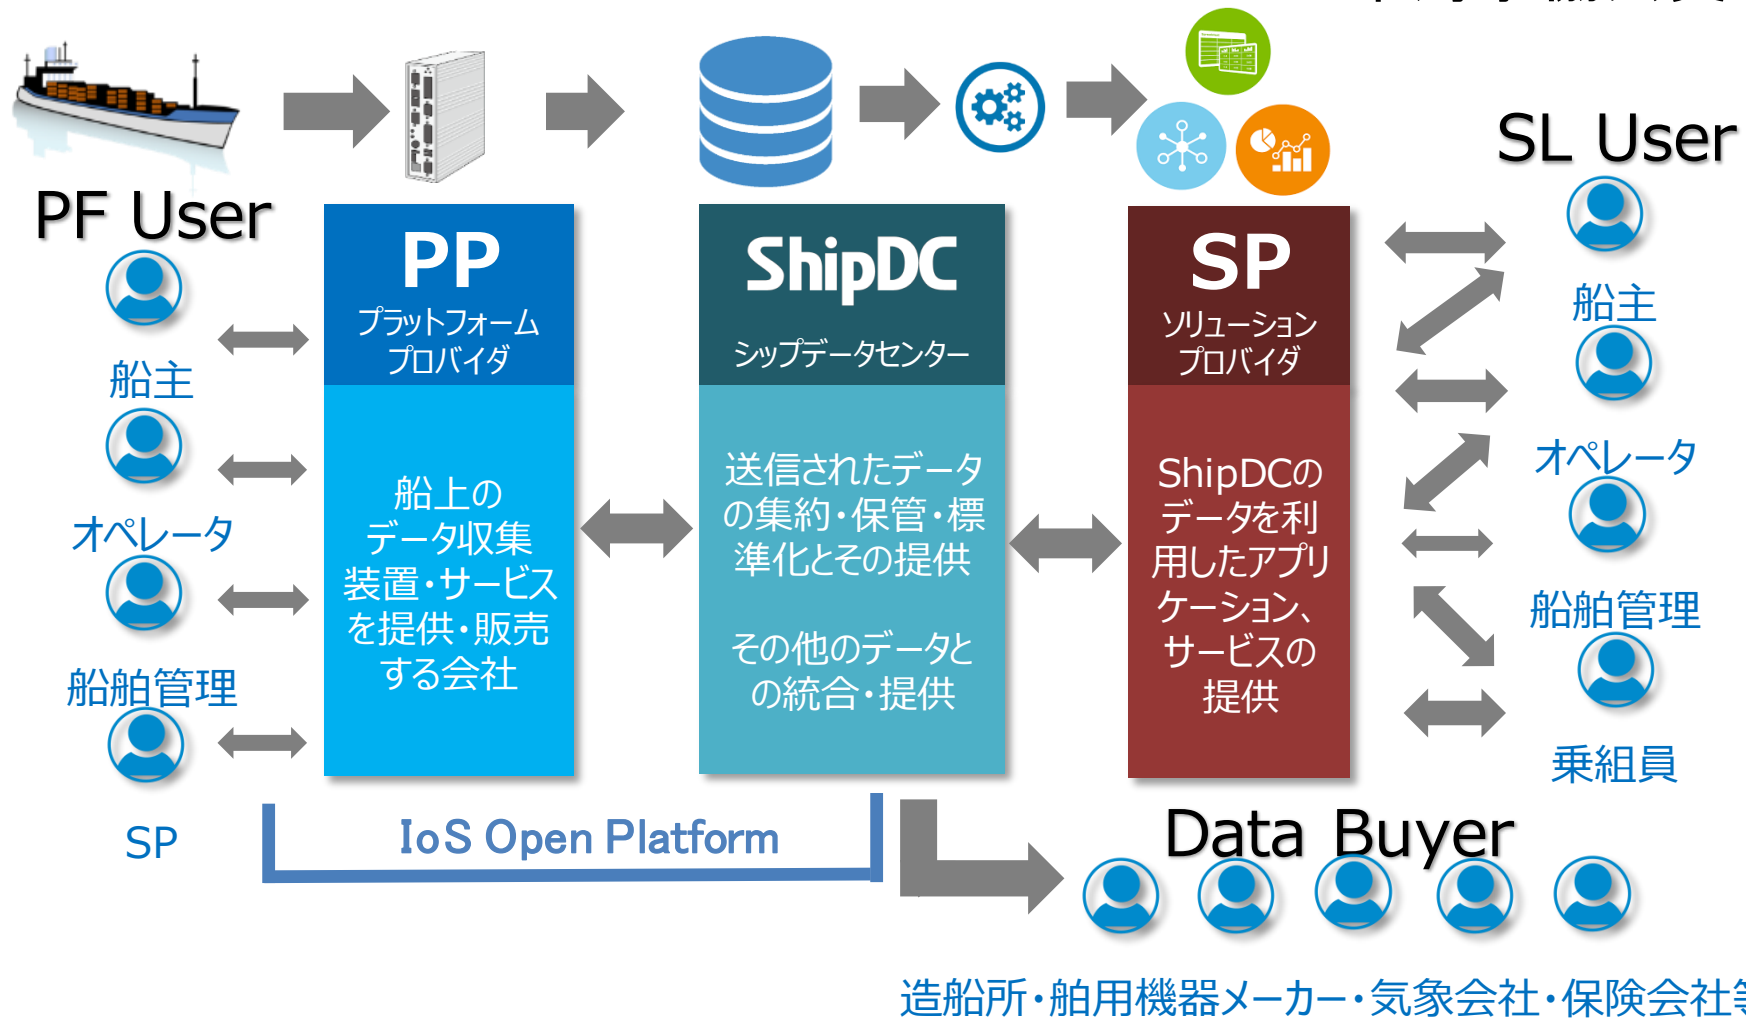 PF User
船主
オペレータ
船舶管理
SP
PP
プラットフォーム
プロバイダ
船上の
データ収集
装置・サービス
を提供・販売
する会社
ShipDC
シップデータセンター
送信されたデータ
の集約・保管・標
準化とその提供
その他のデータと
の統合・提供
SP
ソリューション
プロバイダ
ShipDCの
データを利
用したアプリ
ケーション、
サービスの
提供
SL User
船主
オペレータ
船舶管理
乗組員
IoS Open Platform
Data Buyer
造船所・舶用機器メーカー・気象会社・保険会社等